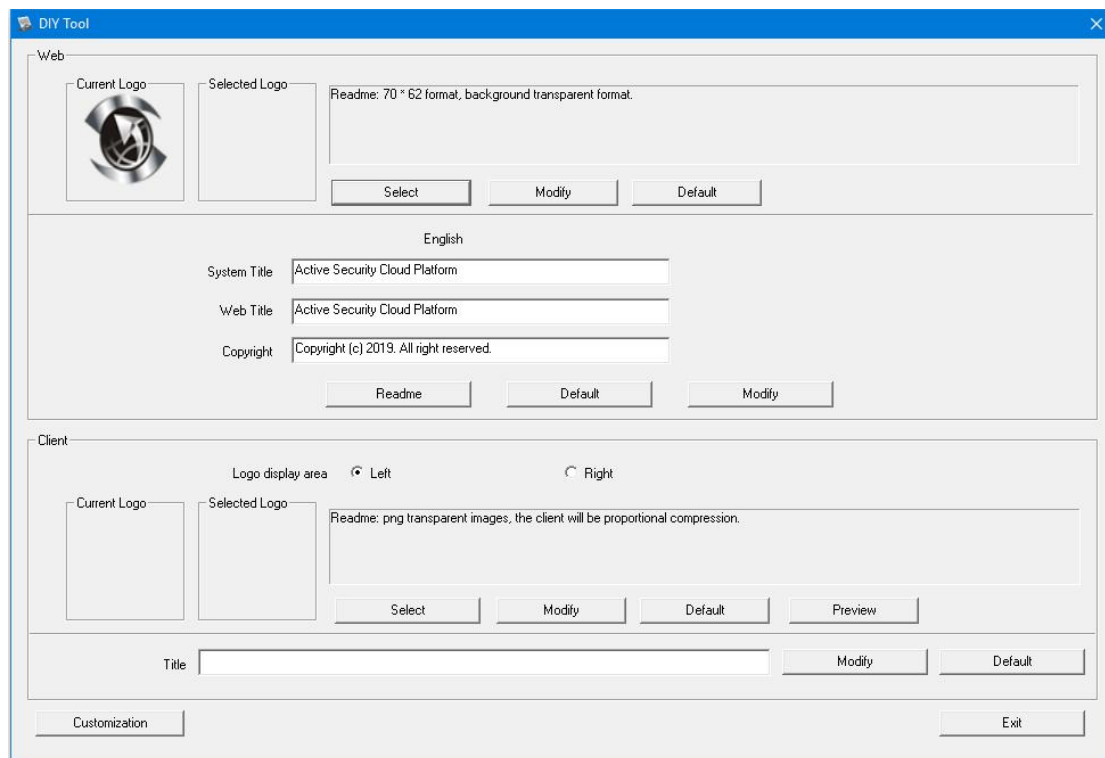 DIY Tool
Web
Current Logo
Selected Logo
Readme: 70 * 62 format, background transparent format.
Select
Modify
Default
English
System Title
Active Security Cloud Platform
Web Title
Active Security Cloud Platform
Copyright
Copyright (c) 2019. All right reserved.
Readme
Default
Modify
Client
Logo display area
Left
Right
Current Logo
Selected Logo
Readme: png transparent images, the client will be proportional compression.
Select
Modify
Default
Preview
Title
Modify
Default
Customization
Exit